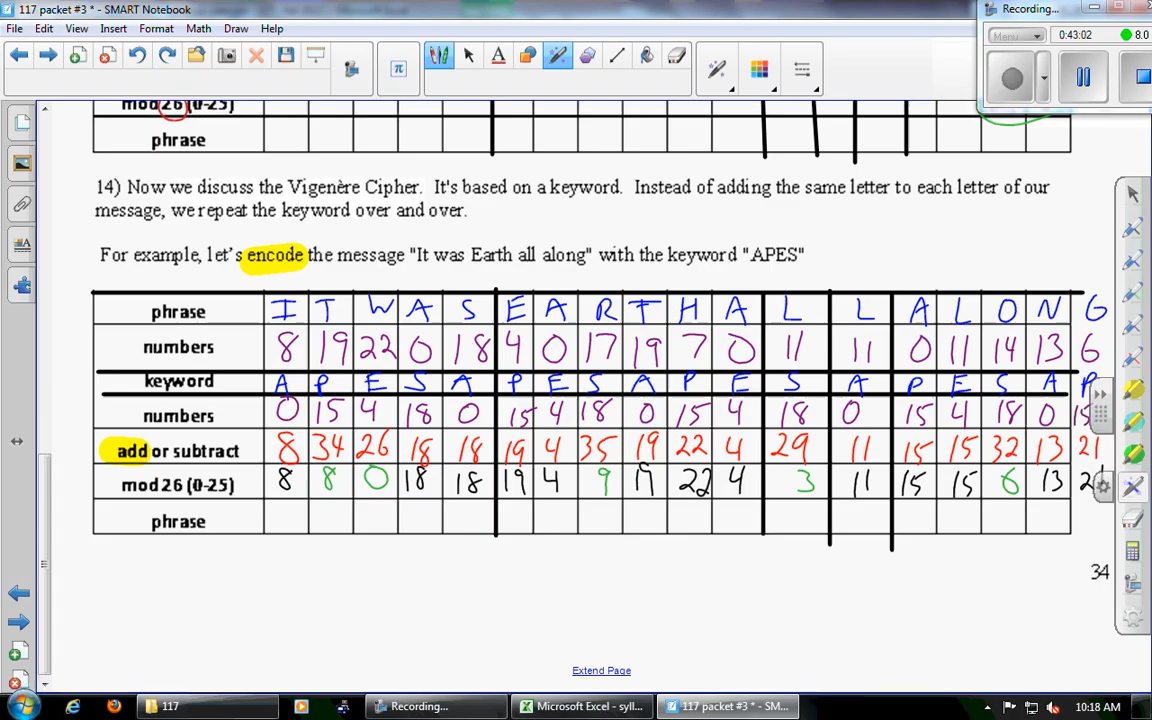 117 packet #3 * - SMART Notebook
Recording...
File Edit View Insert Format Math Draw Help
Menu 0:43:02 8.0
π
A
mod 26 (0-25)
phrase
14) Now we discuss the Vigenère Cipher. It's based on a keyword. Instead of adding the same letter to each letter of our
message, we repeat the keyword over and over.
For example, let's encode the message "It was Earth all along" with the keyword "APES"
phrase I T W A S E A R T H A L L A L O N G
numbers 8 19 22 0 18 4 0 17 19 7 0 11 11 0 11 14 13 6
keyword A P E S A P E S A P E S A P E S A P
numbers 0 15 4 18 0 15 4 18 0 15 4 18 0 15 4 18 0 15
add or subtract 8 34 26 18 18 19 4 35 19 22 4 29 11 15 15 32 13 21
mod 26 (0-25) 8 8 0 18 18 19 4 9 19 22 4 3 11 15 15 6 13 2
phrase
34
Extend Page
117 Recording... Microsoft Excel - syll... 117 packet #3 * - SM... 10:18 AM